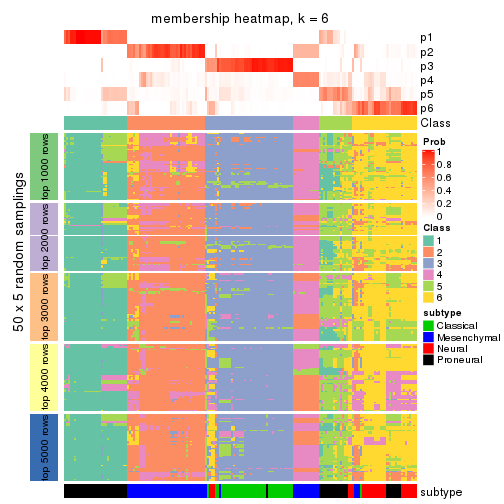 membership heatmap, k = 6
p1
p2
p3
p4
p5
p6
Class
50 x 5 random samplings
top 1000 rows
top 2000 rows
top 3000 rows
top 4000 rows
top 5000 rows
Prob
1
0.8
0.6
0.4
0.2
0
Class
1
2
3
4
5
6
subtype
Classical
Mesenchymal
Neural
Proneural
subtype